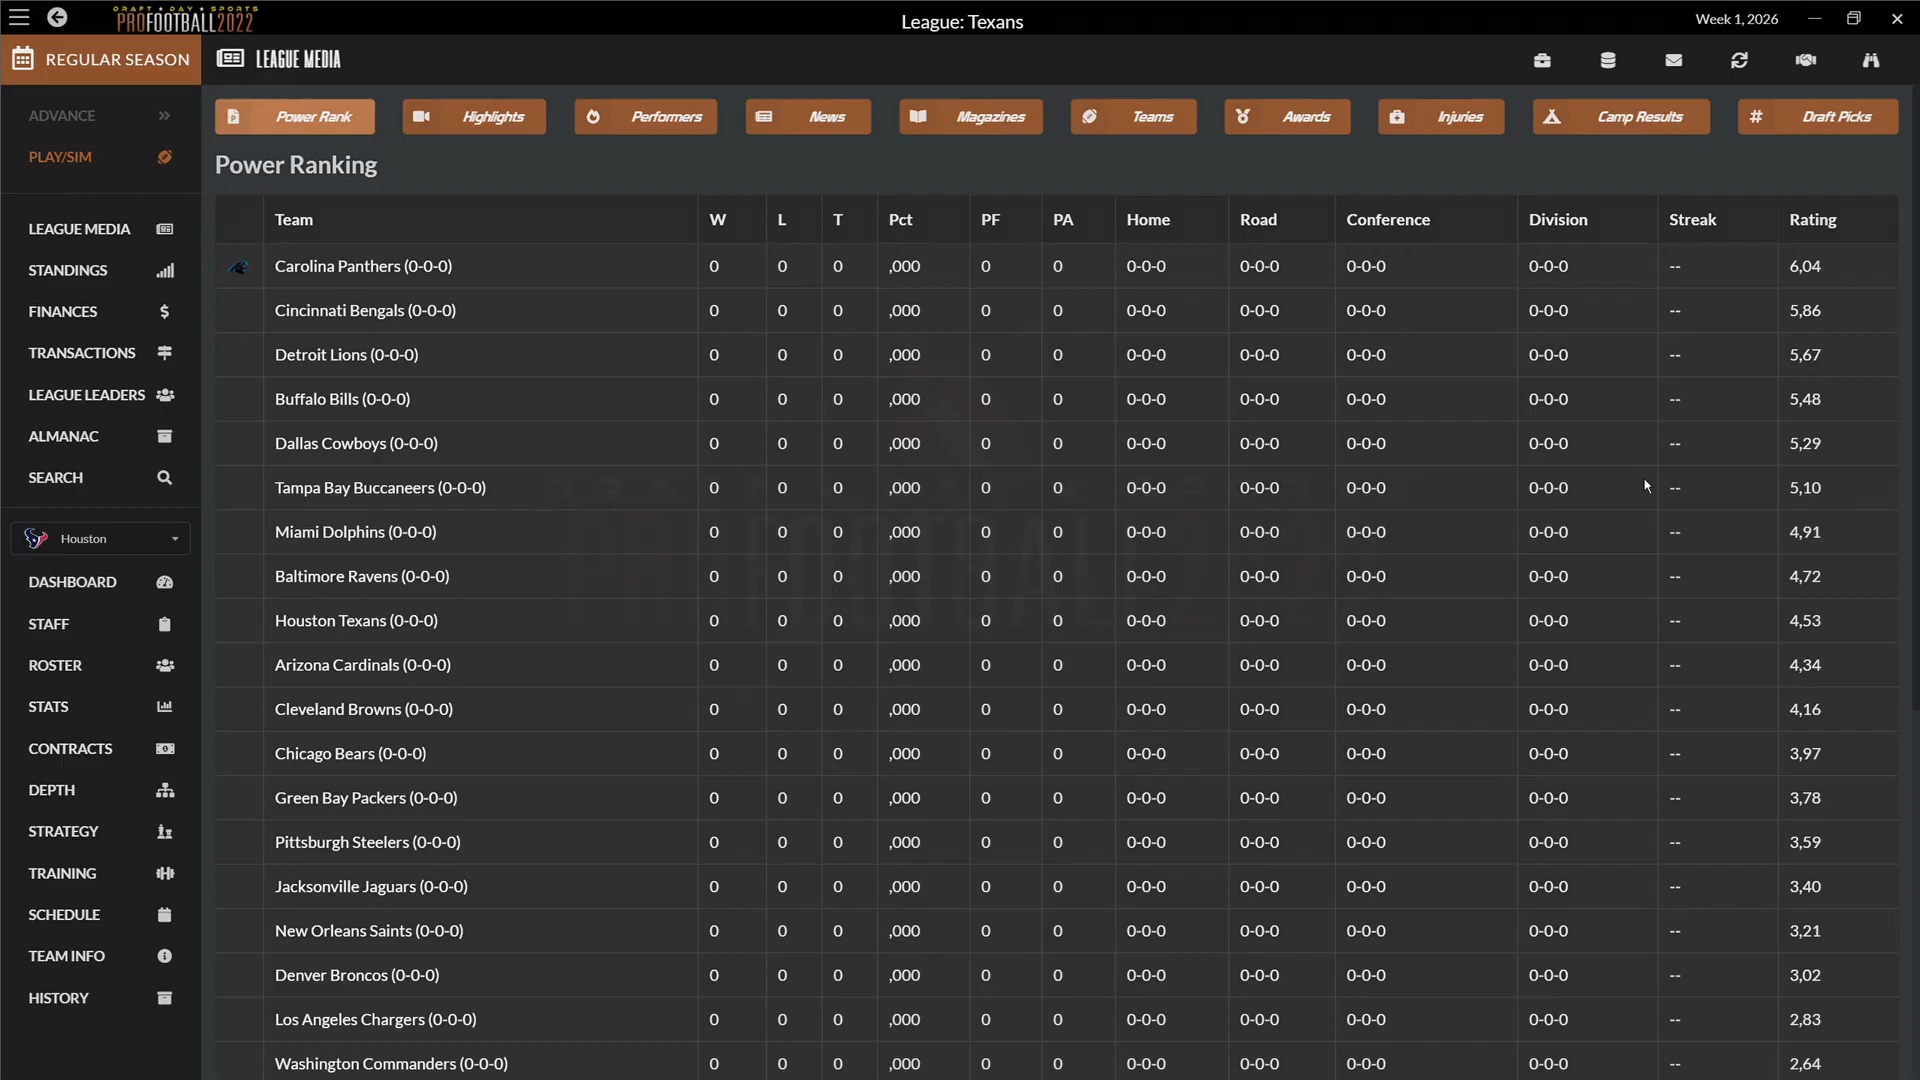 DRAFT DAY SPORTS
PROFOOTBALL2022
League: Texans
Week 1, 2026
REGULAR SEASON
LEAGUE MEDIA
ADVANCE
PLAY/SIM
LEAGUE MEDIA
STANDINGS
FINANCES
TRANSACTIONS
LEAGUE LEADERS
ALMANAC
SEARCH
Houston
DASHBOARD
STAFF
ROSTER
STATS
CONTRACTS
DEPTH
STRATEGY
TRAINING
SCHEDULE
TEAM INFO
HISTORY
Power Rank Highlights Performers News Magazines Teams Awards Injuries Camp Results Draft Picks
Power Ranking
Team W L T Pct PF PA Home Road Conference Division Streak Rating
Carolina Panthers (0-0-0) 0 0 0 ,000 0 0 0-0-0 0-0-0 0-0-0 0-0-0 -- 6,04
Cincinnati Bengals (0-0-0) 0 0 0 ,000 0 0 0-0-0 0-0-0 0-0-0 0-0-0 -- 5,86
Detroit Lions (0-0-0) 0 0 0 ,000 0 0 0-0-0 0-0-0 0-0-0 0-0-0 -- 5,67
Buffalo Bills (0-0-0) 0 0 0 ,000 0 0 0-0-0 0-0-0 0-0-0 0-0-0 -- 5,48
Dallas Cowboys (0-0-0) 0 0 0 ,000 0 0 0-0-0 0-0-0 0-0-0 0-0-0 -- 5,29
Tampa Bay Buccaneers (0-0-0) 0 0 0 ,000 0 0 0-0-0 0-0-0 0-0-0 0-0-0 -- 5,10
Miami Dolphins (0-0-0) 0 0 0 ,000 0 0 0-0-0 0-0-0 0-0-0 0-0-0 -- 4,91
Baltimore Ravens (0-0-0) 0 0 0 ,000 0 0 0-0-0 0-0-0 0-0-0 0-0-0 -- 4,72
Houston Texans (0-0-0) 0 0 0 ,000 0 0 0-0-0 0-0-0 0-0-0 0-0-0 -- 4,53
Arizona Cardinals (0-0-0) 0 0 0 ,000 0 0 0-0-0 0-0-0 0-0-0 0-0-0 -- 4,34
Cleveland Browns (0-0-0) 0 0 0 ,000 0 0 0-0-0 0-0-0 0-0-0 0-0-0 -- 4,16
Chicago Bears (0-0-0) 0 0 0 ,000 0 0 0-0-0 0-0-0 0-0-0 0-0-0 -- 3,97
Green Bay Packers (0-0-0) 0 0 0 ,000 0 0 0-0-0 0-0-0 0-0-0 0-0-0 -- 3,78
Pittsburgh Steelers (0-0-0) 0 0 0 ,000 0 0 0-0-0 0-0-0 0-0-0 0-0-0 -- 3,59
Jacksonville Jaguars (0-0-0) 0 0 0 ,000 0 0 0-0-0 0-0-0 0-0-0 0-0-0 -- 3,40
New Orleans Saints (0-0-0) 0 0 0 ,000 0 0 0-0-0 0-0-0 0-0-0 0-0-0 -- 3,21
Denver Broncos (0-0-0) 0 0 0 ,000 0 0 0-0-0 0-0-0 0-0-0 0-0-0 -- 3,02
Los Angeles Chargers (0-0-0) 0 0 0 ,000 0 0 0-0-0 0-0-0 0-0-0 0-0-0 -- 2,83
Washington Commanders (0-0-0) 0 0 0 ,000 0 0 0-0-0 0-0-0 0-0-0 0-0-0 -- 2,64